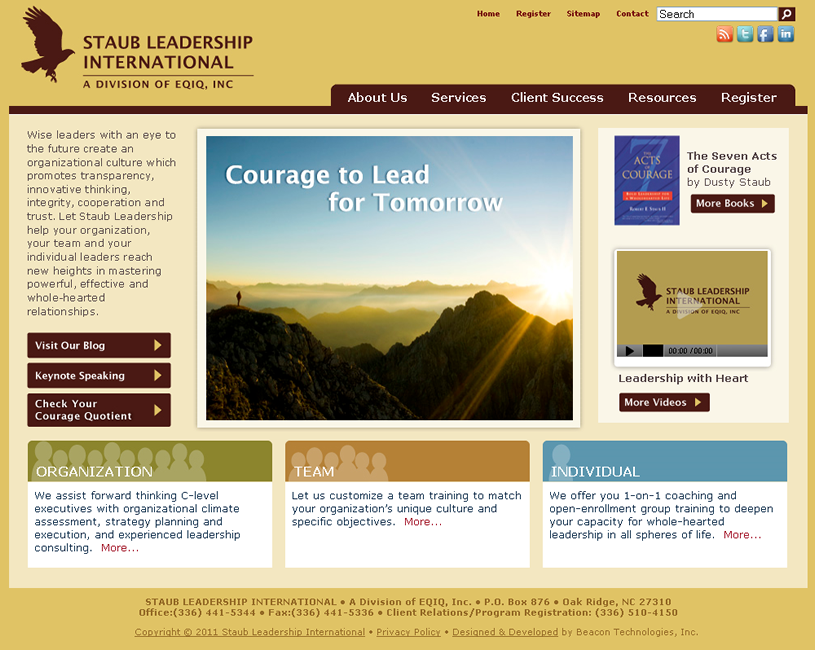 Home Register Sitemap Contact Search
STAUB LEADERSHIP
INTERNATIONAL
A DIVISION OF EQIQ, INC
About Us Services Client Success Resources Register
Wise leaders with an eye to
the future create an
organizational culture which
promotes transparency,
innovative thinking,
integrity, cooperation and
trust. Let Staub Leadership
help your organization,
your team and your
individual leaders reach
new heights in mastering
powerful, effective and
whole-hearted
relationships.
Visit Our Blog
Keynote Speaking
Check Your
Courage Quotient
Courage to Lead
for Tomorrow
7
THE
ACTS
OF
COURAGE
The Seven Acts
of Courage
by Dusty Staub
More Books
STAUB LEADERSHIP
INTERNATIONAL
A DIVISION OF EQIQ, INC
00:00 / 00:00
Leadership with Heart
More Videos
ORGANIZATION
We assist forward thinking C-level
executives with organizational climate
assessment, strategy planning and
execution, and experienced leadership
consulting. More...
TEAM
Let us customize a team training to match
your organization's unique culture and
specific objectives. More...
INDIVIDUAL
We offer you 1-on-1 coaching and
open-enrollment group training to deepen
your capacity for whole-hearted
leadership in all spheres of life. More...
STAUB LEADERSHIP INTERNATIONAL • A Division of EQIQ, Inc. • P.O. Box 876 • Oak Ridge, NC 27310
Office:(336) 441-5344 • Fax:(336) 441-5336 • Client Relations/Program Registration: (336) 510-4150
Copyright © 2011 Staub Leadership International • Privacy Policy • Designed & Developed by Beacon Technologies, Inc.